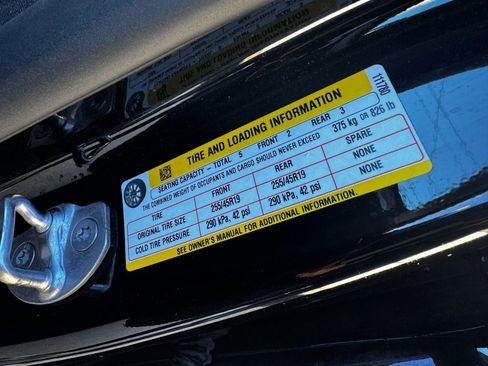 TIRE AND LOADING INFORMATION
111780
SEATING CAPACITY - TOTAL 5 FRONT 2 REAR 3
THE COMBINED WEIGHT OF OCCUPANTS AND CARGO SHOULD NEVER EXCEED 375 kg OR 826 lb
TIRE FRONT REAR SPARE
ORIGINAL TIRE SIZE 255/45R19 255/45R19 NONE
COLD TIRE PRESSURE 290 kPa, 42 psi 290 kPa, 42 psi NONE
SEE OWNER'S MANUAL FOR ADDITIONAL INFORMATION.